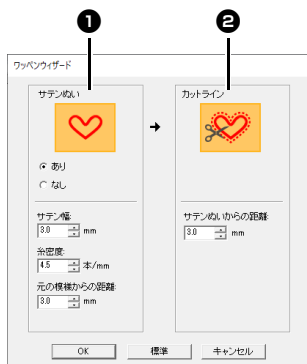 1 2
ワッペンウィザード
サテンぬい
カットライン
あり
なし
サテン幅:
3.0 mm
糸密度:
4.5 本/mm
元の模様からの距離:
3.0 mm
サテンぬいからの距離:
3.0 mm
OK 標準 キャンセル